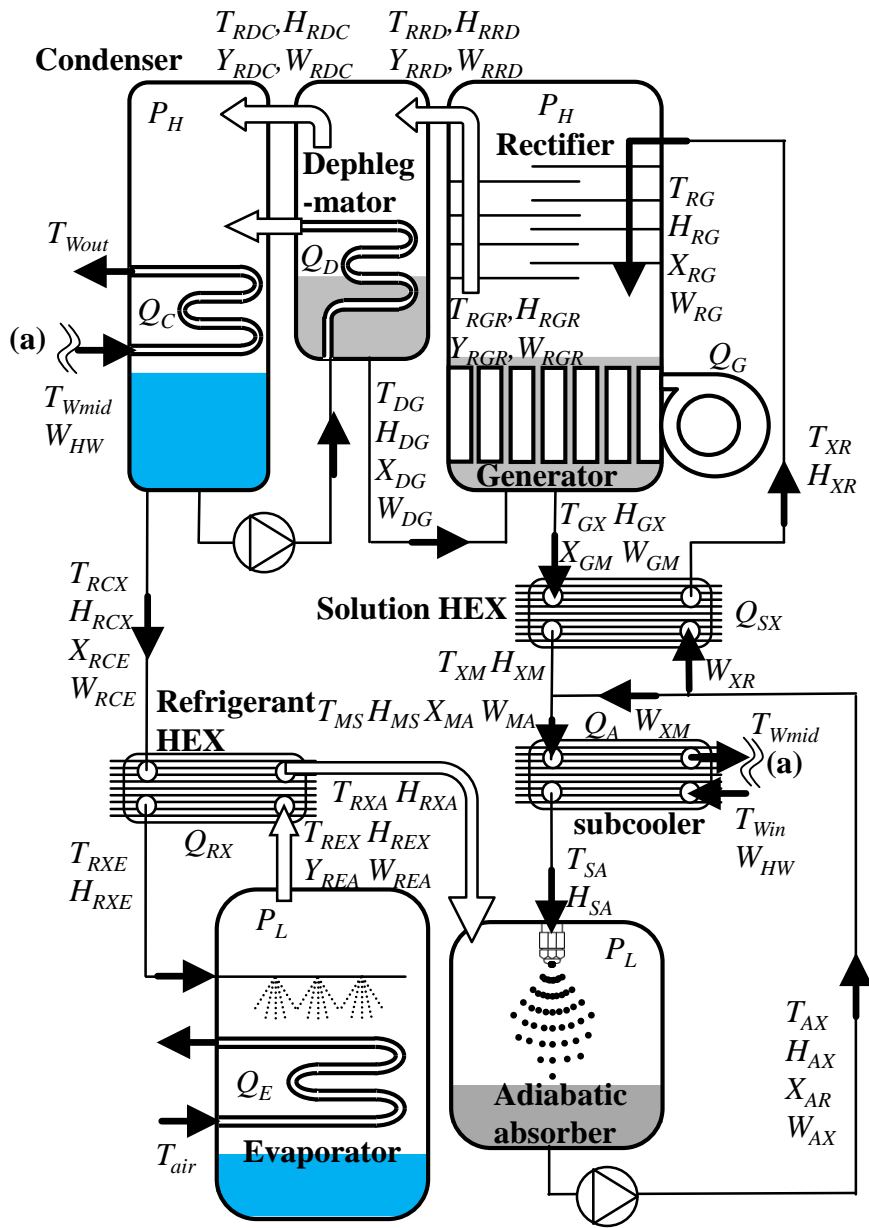 T_RDC, H_RDC
Y_RDC, W_RDC
T_RRD, H_RRD
Y_RRD, W_RRD
Condenser
P_H
Dephleg
-mator
P_H
Rectifier
T_RG
H_RG
X_RG
W_RG
T_Wout
Q_C
Q_D
(a)
T_Wmid
W_HW
T_RGR, H_RGR
Y_RGR, W_RGR
Q_G
Generator
T_DG
H_DG
X_DG
W_DG
T_XR
H_XR
T_GX H_GX
X_GM W_GM
Solution HEX
Q_SX
T_RCX
H_RCX
X_RCE
W_RCE
T_XM H_XM
W_XR
Refrigerant
HEX
T_MS H_MS X_MA W_MA
Q_A
W_XM
T_Wmid
(a)
T_RXA H_RXA
subcooler
T_Win
W_HW
Q_RX
T_REX H_REX
Y_REA W_REA
T_RXE
H_RXE
T_SA
H_SA
P_L
P_L
Q_E
T_air
Evaporator
Adiabatic
absorber
T_AX
H_AX
X_AR
W_AX